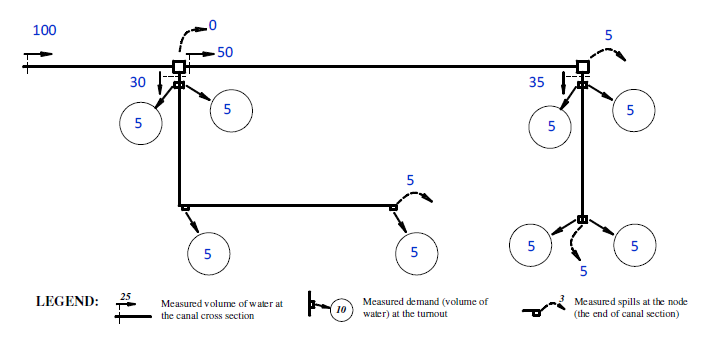 100
0
50
5
30
35
5
5
5
5
5
5
5
5
5
5
5
LEGEND:
25
Measured volume of water at
the canal cross section
10
Measured demand (volume of
water) at the turnout
3
Measured spills at the node
(the end of canal section)